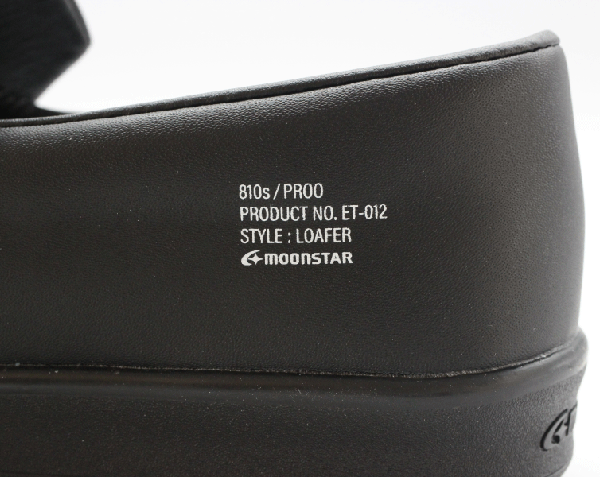 810s / PROO
PRODUCT NO. ET-012
STYLE : LOAFER
MOONSTAR